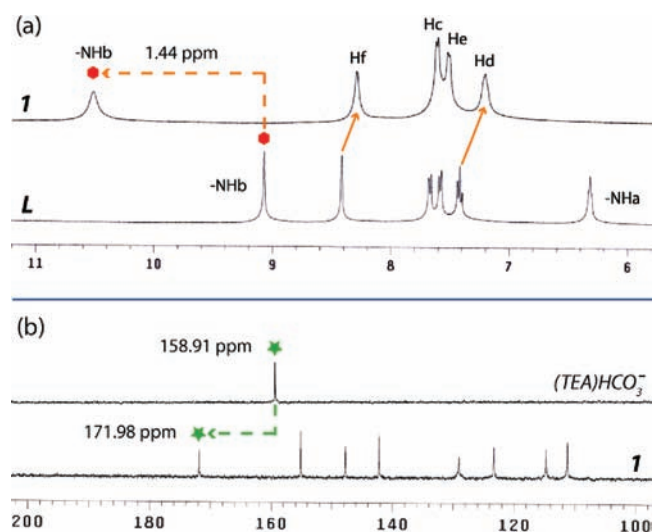 (a)
-NHb
1.44 ppm
Hf
Hc
He
Hd
1
-NHb
-NHa
L
11 10 9 8 7 6
(b)
158.91 ppm
(TEA)HCO₃⁻
171.98 ppm
1
200 180 160 140 120 100